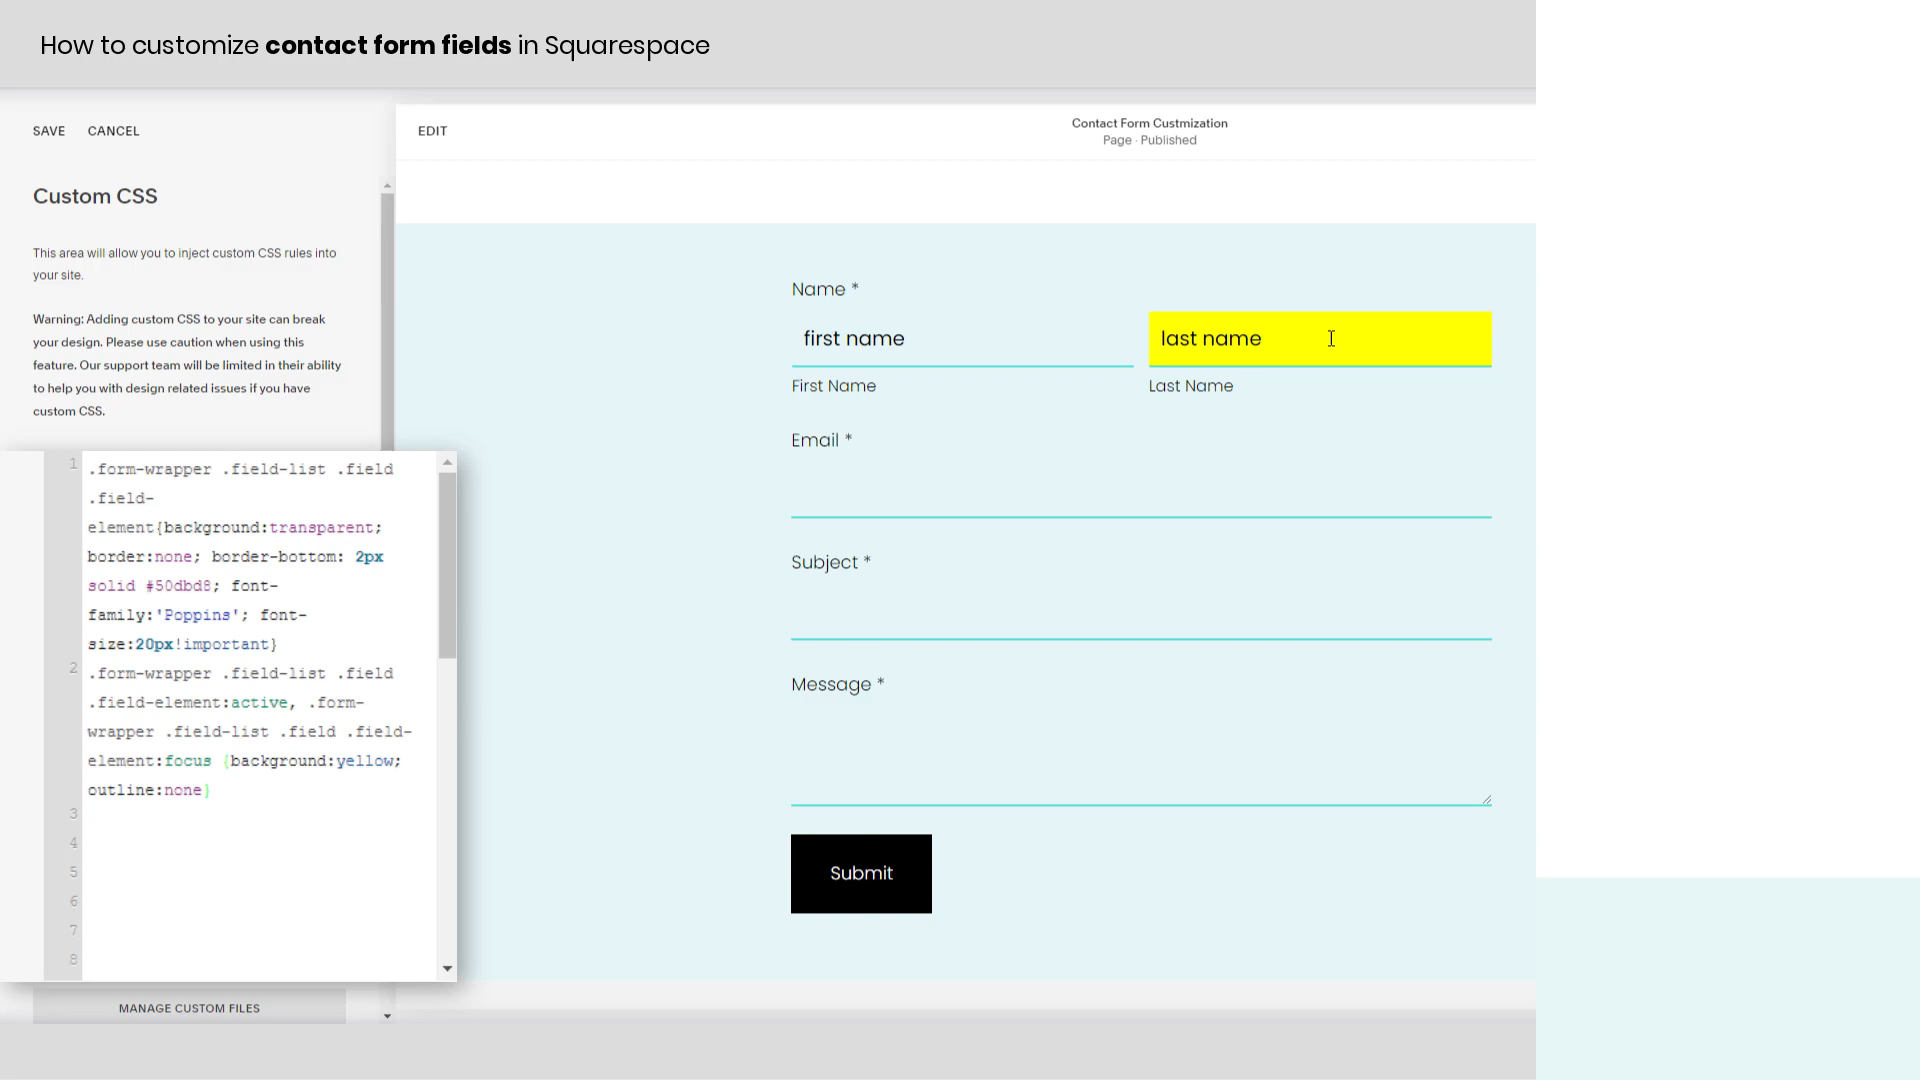 How to customize contact form fields in Squarespace
SAVE CANCEL
EDIT
Contact Form Custmization
Page · Published
Custom CSS
This area will allow you to inject custom CSS rules into
your site.
Warning: Adding custom CSS to your site can break
your design. Please use caution when using this
feature. Our support team will be limited in their ability
to help you with design related issues if you have
custom CSS.
1
.form-wrapper .field-list .field
.field-
element{background:transparent;
border:none; border-bottom: 2px
solid #50dbd8; font-
family:'Poppins'; font-
size:20px!important}
2
.form-wrapper .field-list .field
.field-element:active, .form-
wrapper .field-list .field .field-
element:focus {background:yellow;
outline:none}
3
4
5
6
7
8
MANAGE CUSTOM FILES
Name *
first name
last name
First Name
Last Name
Email *
Subject *
Message *
Submit